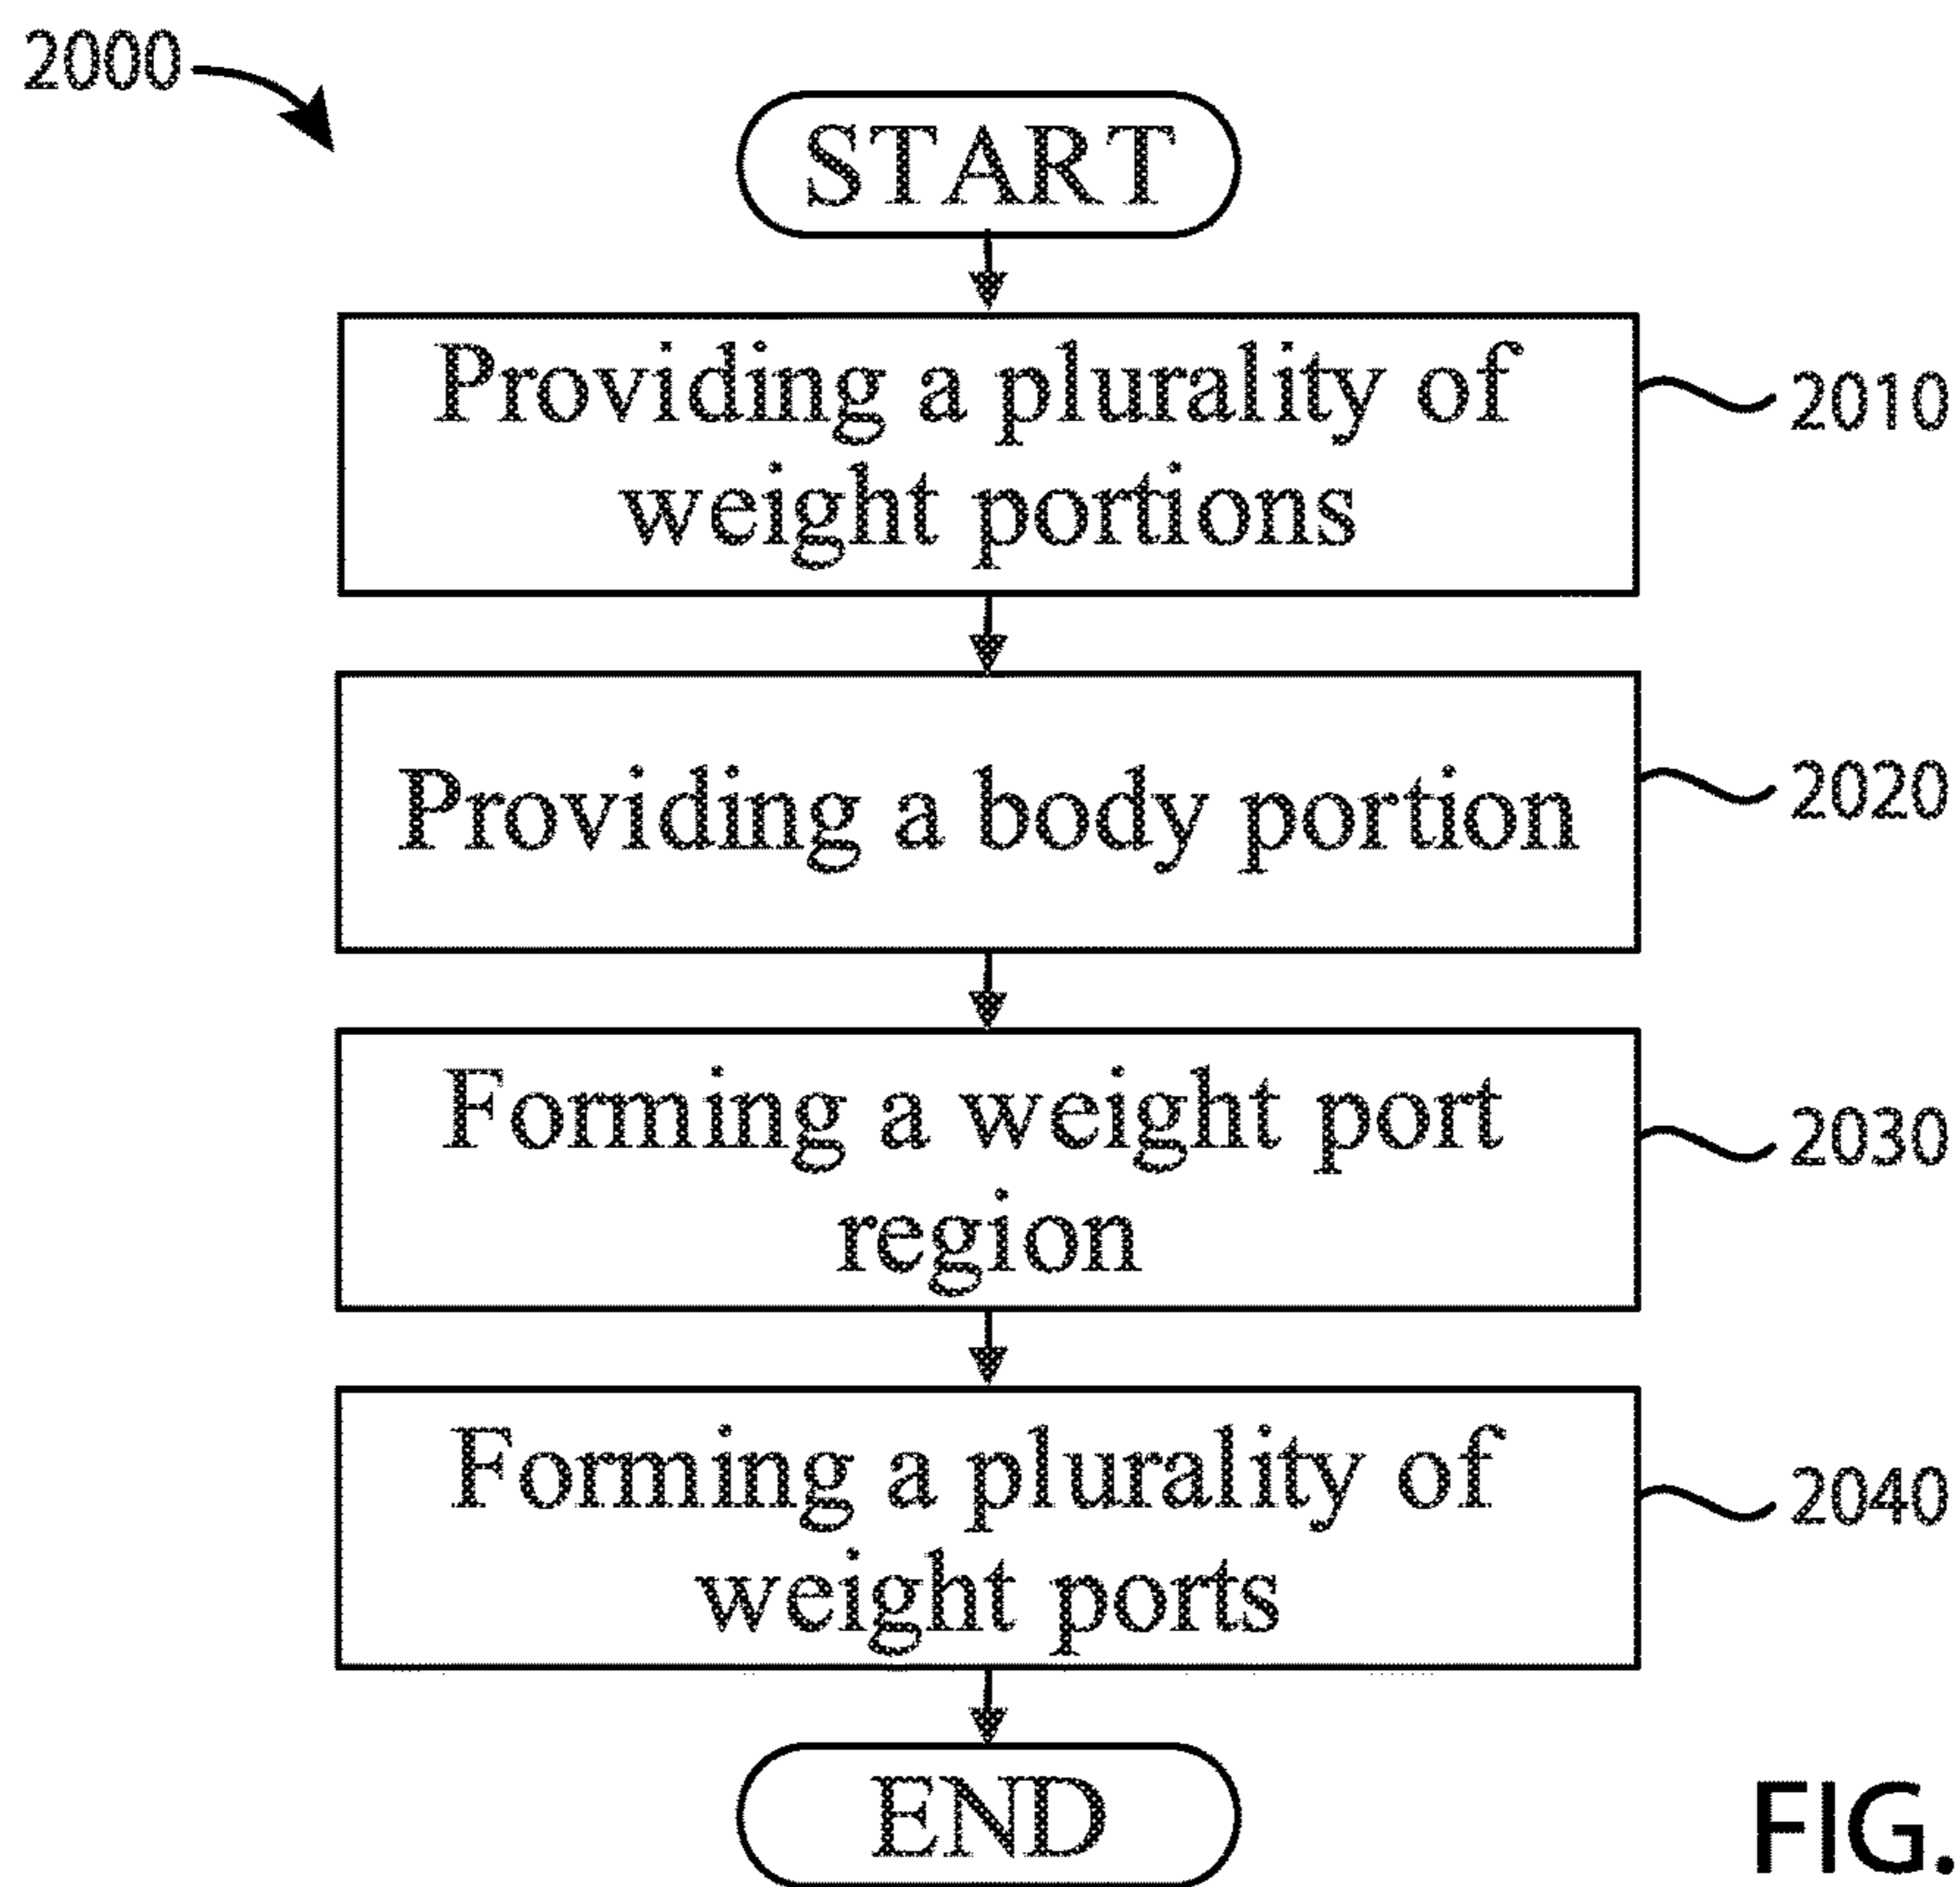 2000
START
Providing a plurality of
weight portions
2010
Providing a body portion
2020
Forming a weight port
region
2030
Forming a plurality of
weight ports
2040
END
FIG.